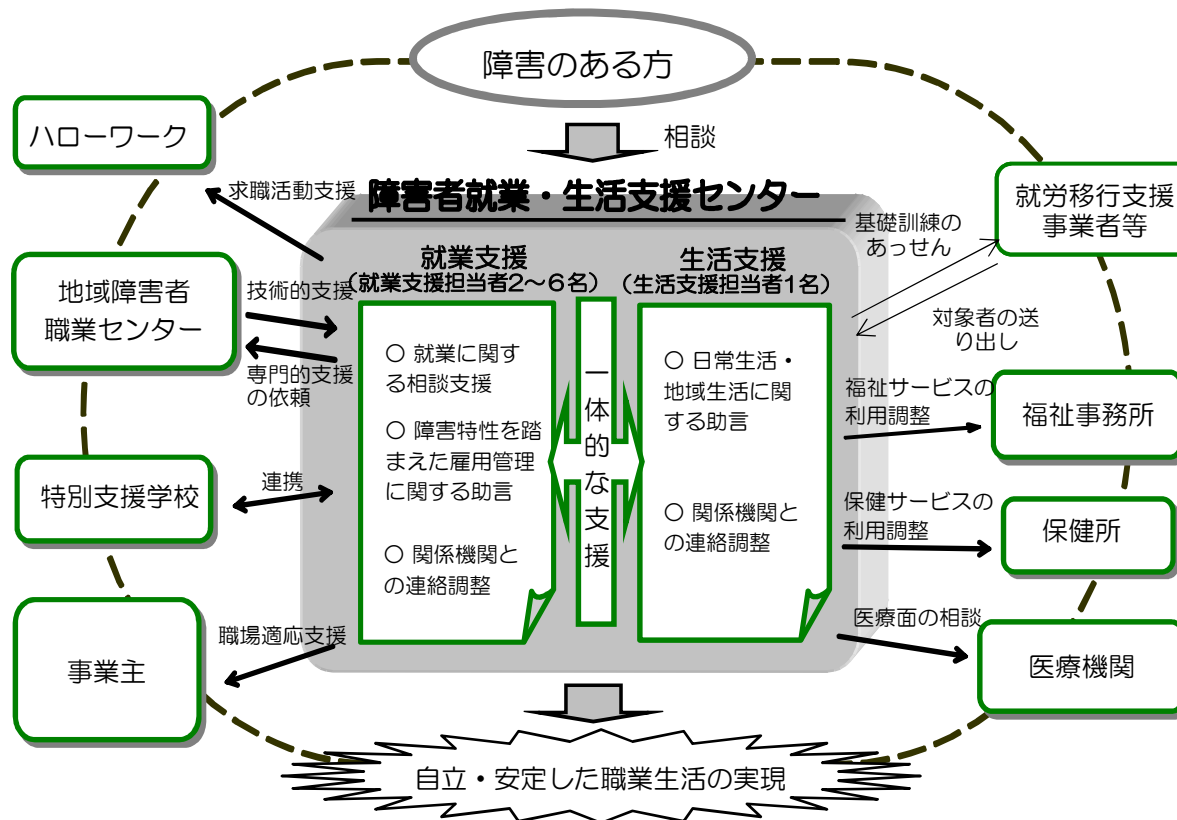 障害のある方
相談
ハローワーク
求職活動支援
障害者就業・生活支援センター
就労移行支援
事業者等
基礎訓練の
あっせん
対象者の送
り出し
地域障害者
職業センター
技術的支援
専門的支援
の依頼
就業支援
(就業支援担当者2～6名)
生活支援
(生活支援担当者1名)
○ 就業に関す
る相談支援
○ 障害特性を踏
まえた雇用管理
に関する助言
○ 関係機関と
の連絡調整
一体的な支援
○ 日常生活・
地域生活に関
する助言
○ 関係機関と
の連絡調整
福祉サービスの
利用調整
福祉事務所
特別支援学校
連携
保健サービスの
利用調整
保健所
事業主
職場適応支援
医療面の相談
医療機関
自立・安定した職業生活の実現